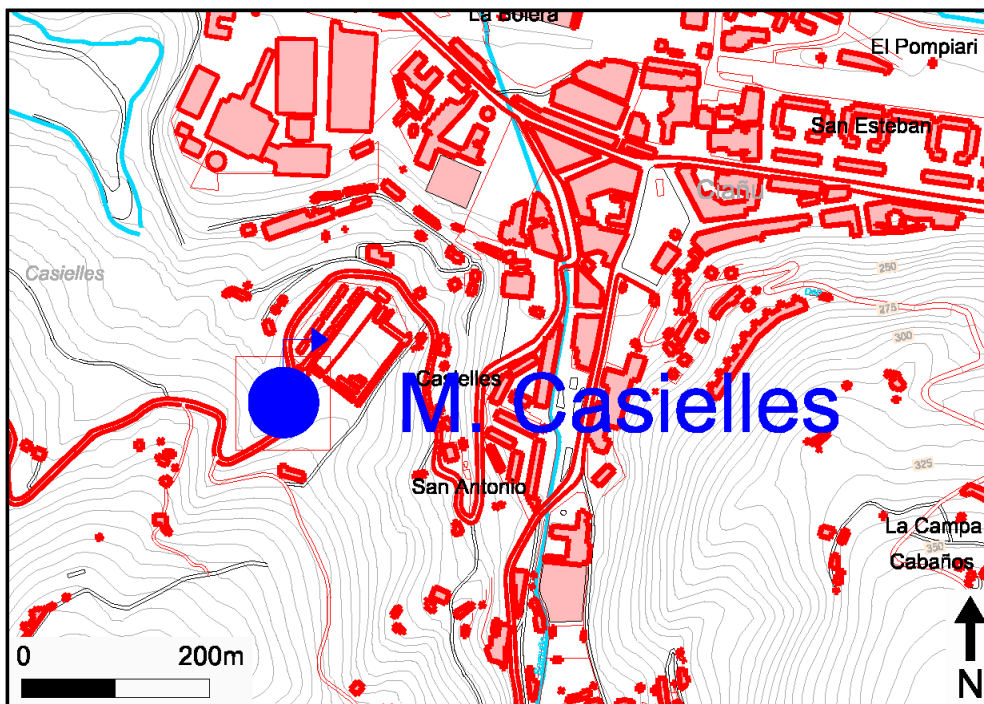 La Bolera
El Pompiari
San Esteban
Ciañu
Casielles
250
275
300
Casielles
M. Casielles
325
San Antonio
La Campa
350
Cabaños
0 200m
N